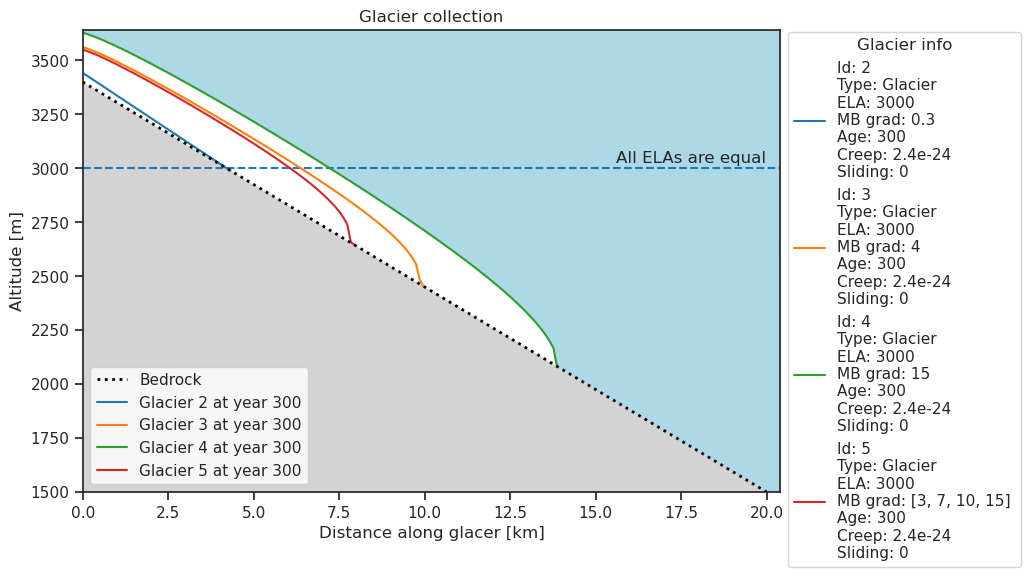 Glacier collection
3500
3250
3000
2750
2500
2250
2000
1750
1500
Altitude [m]
All ELAs are equal
Bedrock
Glacier 2 at year 300
Glacier 3 at year 300
Glacier 4 at year 300
Glacier 5 at year 300
0.0 2.5 5.0 7.5 10.0 12.5 15.0 17.5 20.0
Distance along glacer [km]
Glacier info
Id: 2
Type: Glacier
ELA: 3000
MB grad: 0.3
Age: 300
Creep: 2.4e-24
Sliding: 0
Id: 3
Type: Glacier
ELA: 3000
MB grad: 4
Age: 300
Creep: 2.4e-24
Sliding: 0
Id: 4
Type: Glacier
ELA: 3000
MB grad: 15
Age: 300
Creep: 2.4e-24
Sliding: 0
Id: 5
Type: Glacier
ELA: 3000
MB grad: [3, 7, 10, 15]
Age: 300
Creep: 2.4e-24
Sliding: 0